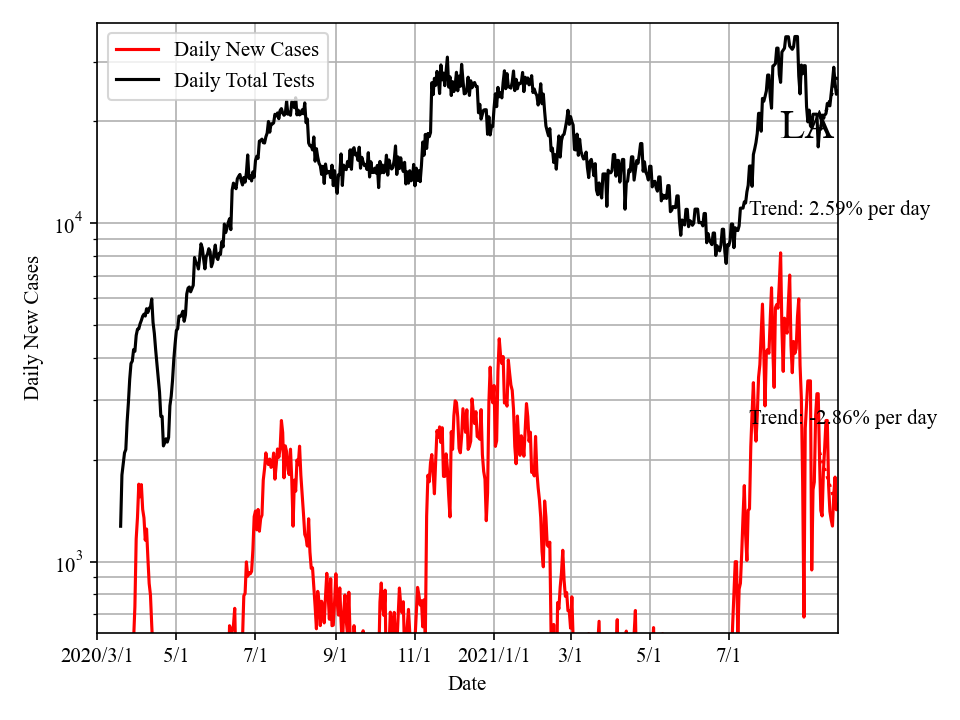 Daily New Cases
Daily Total Tests
LA
Trend: 2.59% per day
Trend: -2.86% per day
Daily New Cases
10^4
10^3
2020/3/1 5/1 7/1 9/1 11/1 2021/1/1 3/1 5/1 7/1
Date